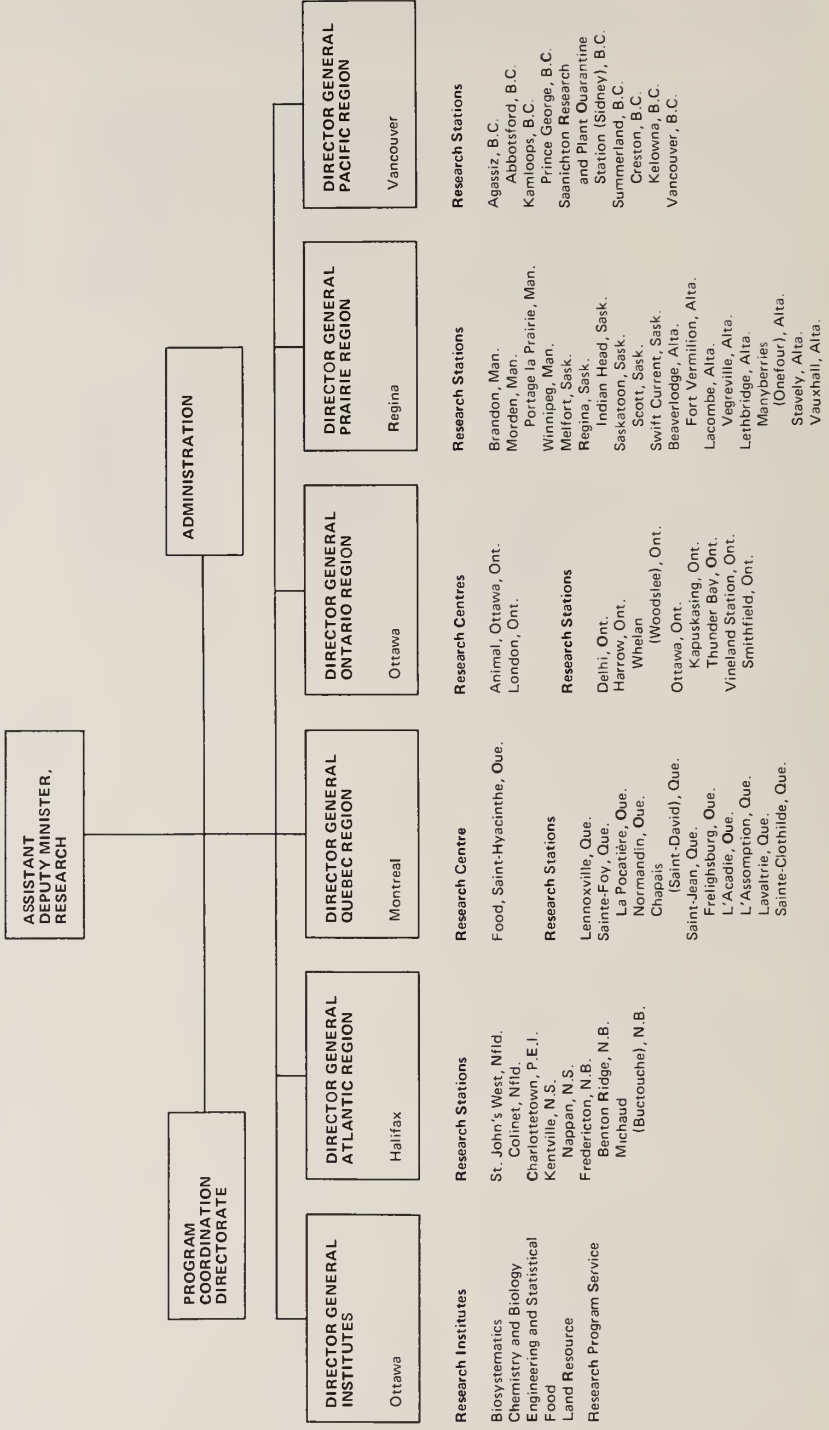 ASSISTANT
DEPUTY MINISTER,
RESEARCH
PROGRAM
COORDINATION
DIRECTORATE
ADMINISTRATION
DIRECTOR GENERAL
INSTITUTES
Ottawa
Research Institutes
Biosystematics
Chemistry and Biology
Engineering and Statistical
Food
Land Resource
Research Program Service
DIRECTOR GENERAL
ATLANTIC REGION
Halifax
Research Stations
St. John's West, Nfld.
Colinet, Nfld.
Charlottetown, P.E.I.
Kentville, N.S.
Nappan, N.S.
Fredericton, N.B.
Benton Ridge, N.B.
Michaud
(Buctouche), N.B.
DIRECTOR GENERAL
QUEBEC REGION
Montreal
Research Centre
Food, Saint-Hyacinthe, Que.
Research Stations
Lennoxville, Que.
Sainte-Foy, Que.
La Pocatière, Que.
Normandin, Que.
Chapais
(Saint-David), Que.
Saint-Jean, Que.
Frelighsburg, Que.
L'Acadie, Que.
L'Assomption, Que.
Lavaltrie, Que.
Sainte-Clothilde, Que.
DIRECTOR GENERAL
ONTARIO REGION
Ottawa
Research Centres
Animal, Ottawa, Ont.
London, Ont.
Research Stations
Delhi, Ont.
Harrow, Ont.
Whelan
(Woodslee), Ont.
Ottawa, Ont.
Kapuskasing, Ont.
Thunder Bay, Ont.
Vineland Station, Ont.
Smithfield, Ont.
DIRECTOR GENERAL
PRAIRIE REGION
Regina
Research Stations
Brandon, Man.
Morden, Man.
Portage la Prairie, Man.
Winnipeg, Man.
Melfort, Sask.
Regina, Sask.
Indian Head, Sask.
Saskatoon, Sask.
Scott, Sask.
Swift Current, Sask.
Beaverlodge, Alta.
Fort Vermilion, Alta.
Lacombe, Alta.
Vegreville, Alta.
Lethbridge, Alta.
Manyberries
(Onefour), Alta.
Stavely, Alta.
Vauxhall, Alta.
DIRECTOR GENERAL
PACIFIC REGION
Vancouver
Research Stations
Agassiz, B.C.
Abbotsford, B.C.
Kamloops, B.C.
Prince George, B.C.
Saanichton Research
and Plant Quarantine
Station (Sidney), B.C.
Summerland, B.C.
Creston, B.C.
Kelowna, B.C.
Vancouver, B.C.